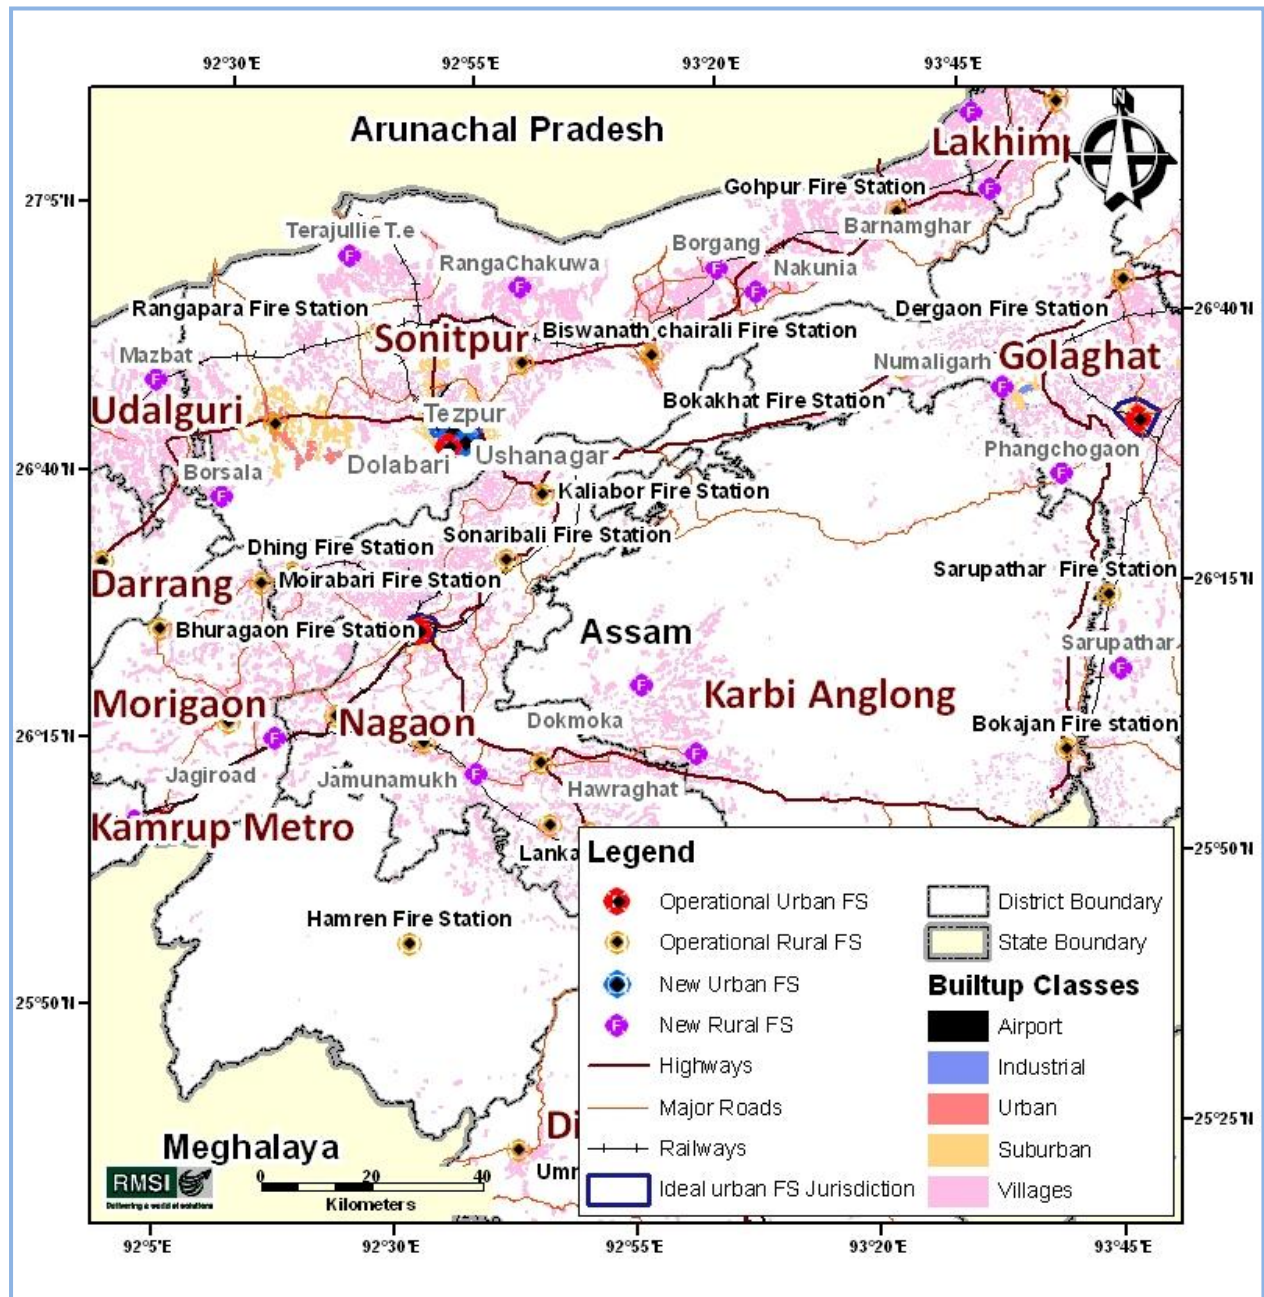 92°30'E 92°55'E 93°20'E 93°45'E
N
Arunachal Pradesh
Lakhimp
Gohpur Fire Station
27°5'N
Terajullie T.e
Borgang
Barnamghar
RangaChakuwa
Nakunia
Rangapara Fire Station
Dergaon Fire Station
26°40'N
Biswanath chairali Fire Station
Sonitpur
Mazbat
Numaligarh
Golaghat
Udalguri
Tezpur
Bokakhat Fire Station
Phangchogaon
26°40'N
Borsala
Dolabari
Ushanagar
Kaliabor Fire Station
Sonaribali Fire Station
Dhing Fire Station
Darrang
Moirabari Fire Station
Sarupathar Fire Station
26°15'N
Bhuragaon Fire Station
Assam
Sarupathar
Morigaon
Karbi Anglong
Nagaon
Dokmoka
Bokajan Fire station
26°15'N
Jagiroad
Jamunamukh
Hawraghat
Kamrup Metro
Lanka
25°50'N
Hamren Fire Station
25°50'N
25°25'N
Di
Meghalaya
Umr
RMSI
Delivering a world of solutions
0 20 40
Kilometers
Legend
Operational Urban FS
Operational Rural FS
New Urban FS
F New Rural FS
Highways
Major Roads
Railways
Ideal urban FS Jurisdiction
District Boundary
State Boundary
Builtup Classes
Airport
Industrial
Urban
Suburban
Villages
92°5'E 92°30'E 92°55'E 93°20'E 93°45'E